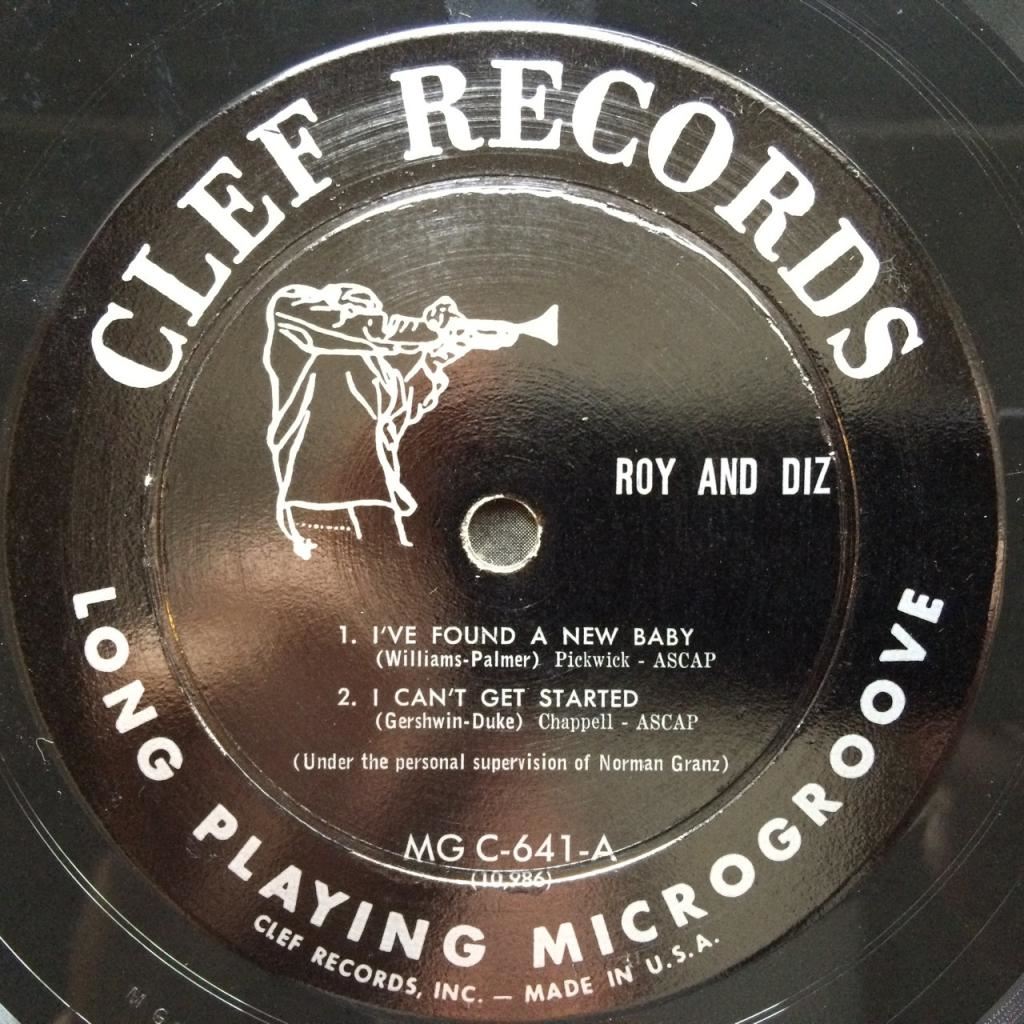 CLEF RECORDS
ROY AND DIZ
1. I'VE FOUND A NEW BABY
(Williams-Palmer) Pickwick - ASCAP
2. I CAN'T GET STARTED
(Gershwin-Duke) Chappell - ASCAP
(Under the personal supervision of Norman Granz)
MG C-641-A
(10,986)
LONG PLAYING MICROGROOVE
CLEF RECORDS, INC. — MADE IN U.S.A.